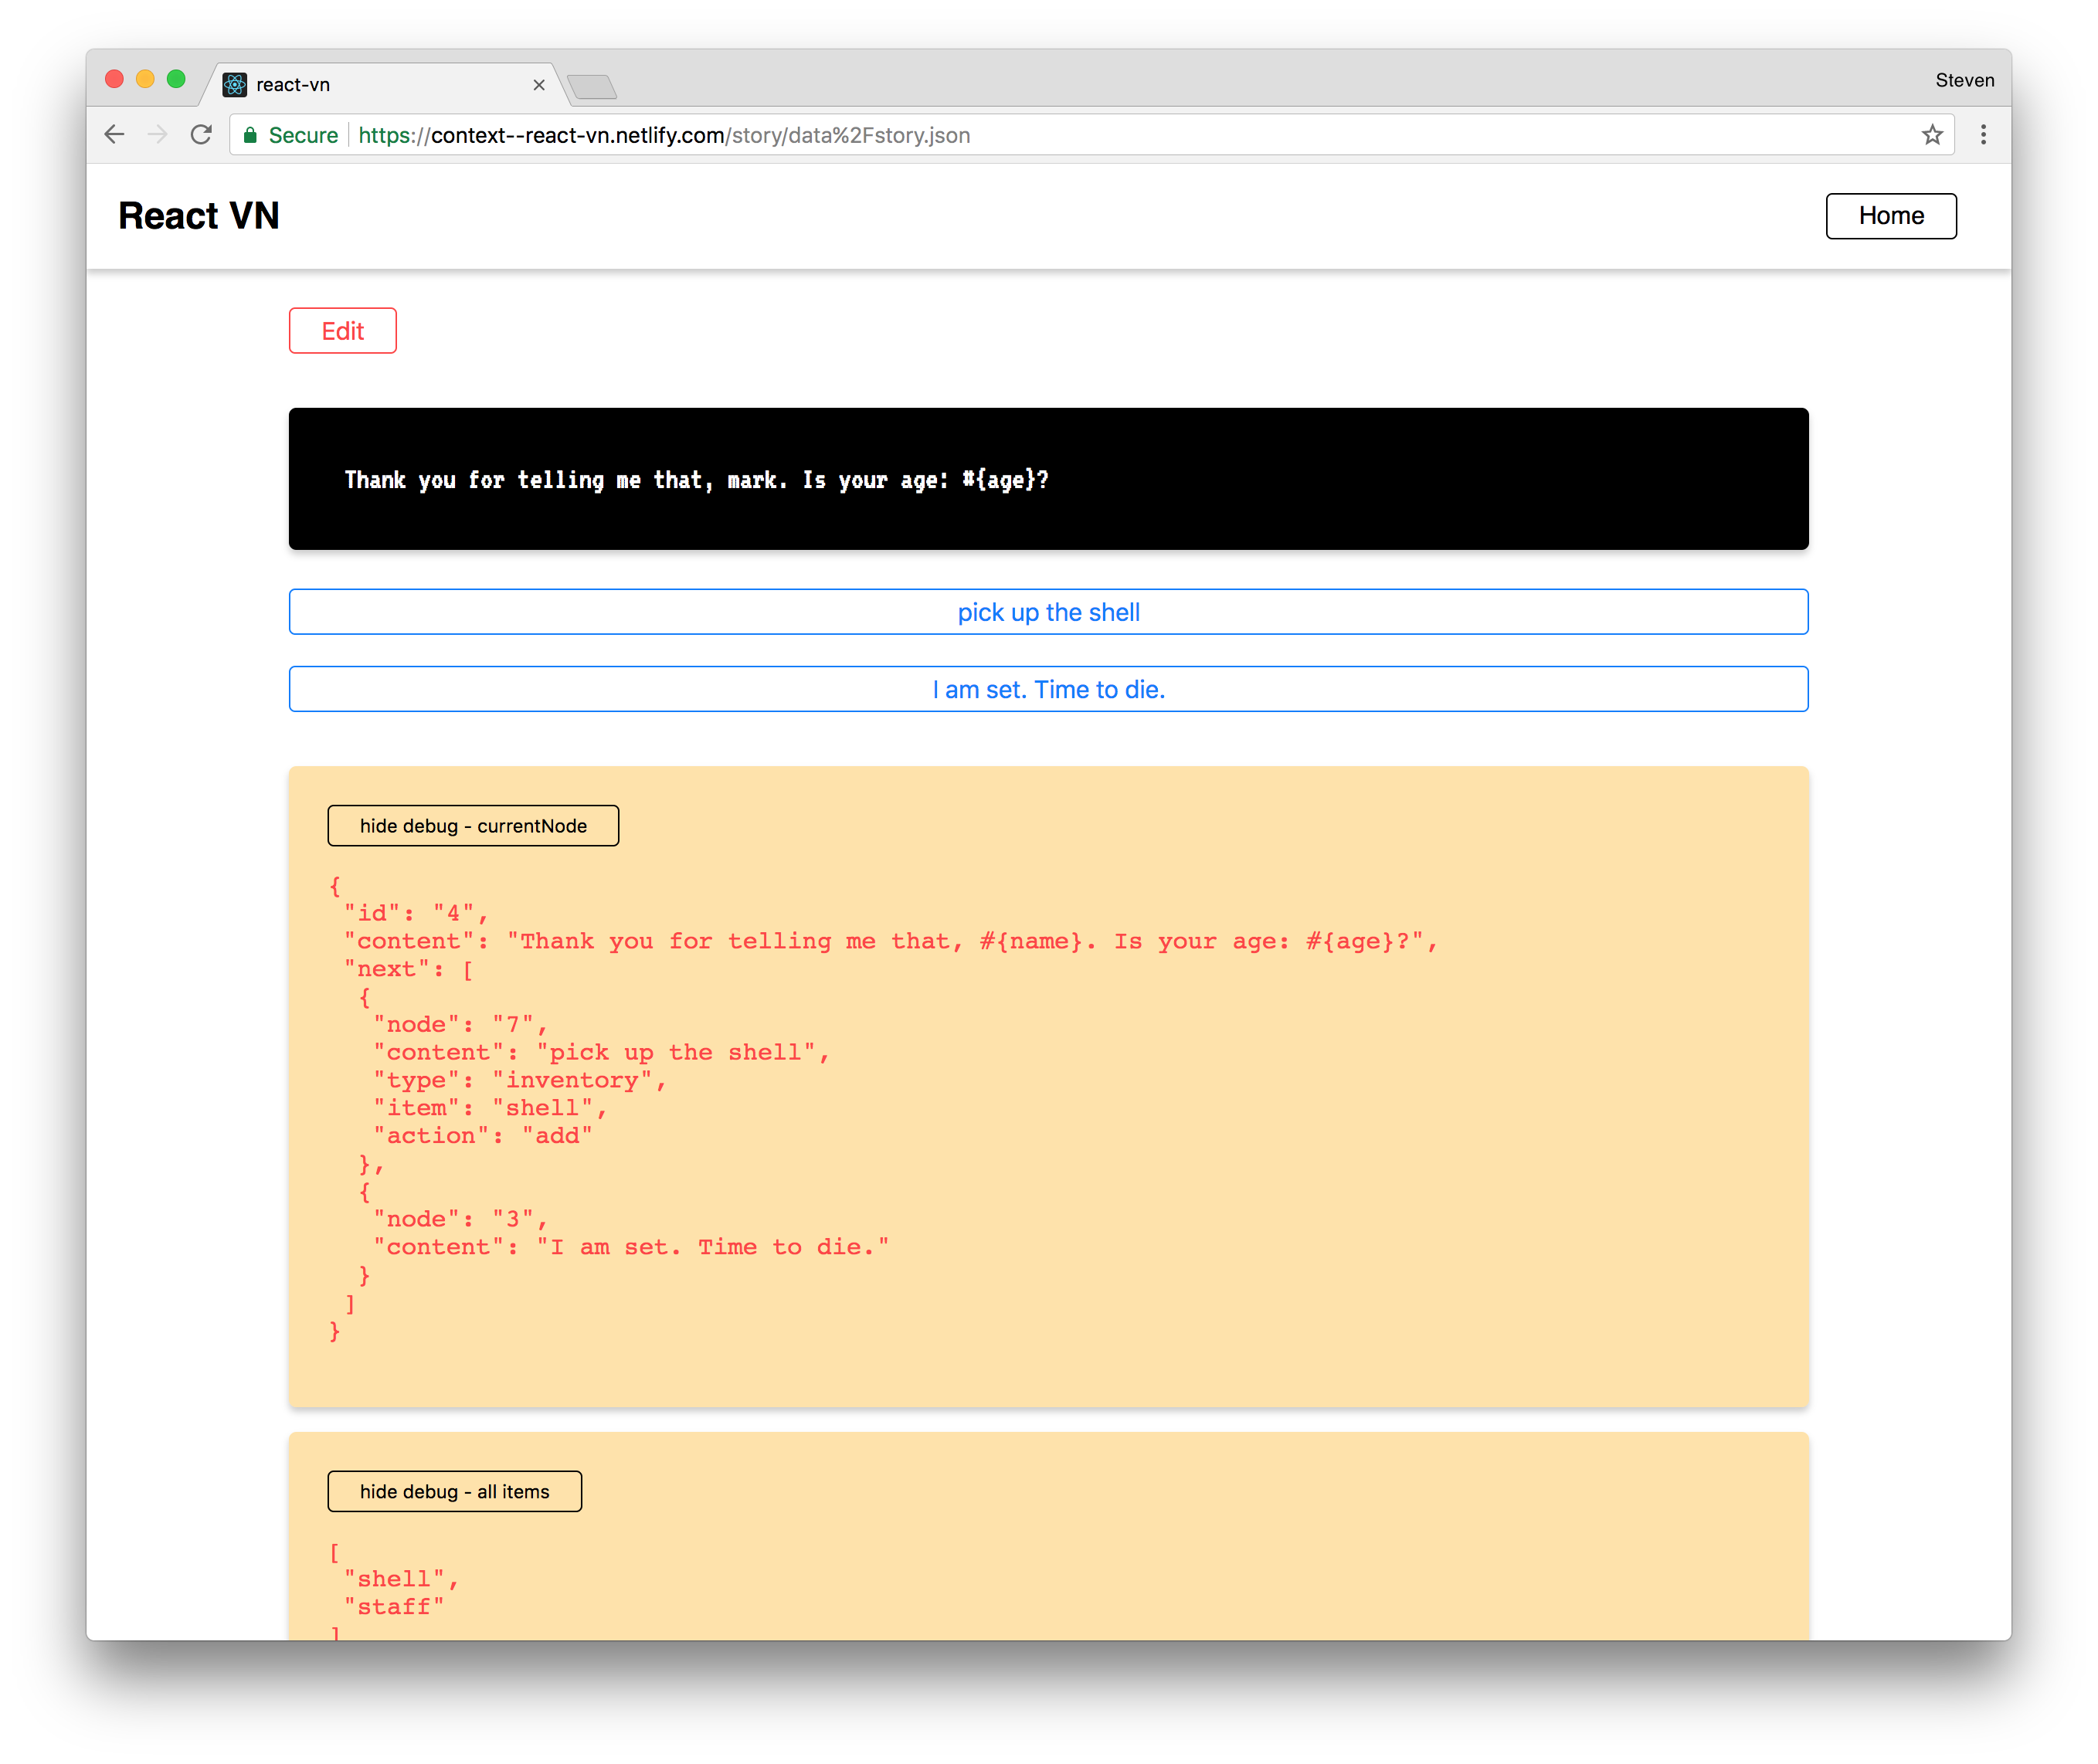 react-vn
Steven
Secure https://context--react-vn.netlify.com/story/data%2Fstory.json
React VN
Home
Edit
Thank you for telling me that, mark. Is your age: #{age}?
pick up the shell
I am set. Time to die.
hide debug - currentNode
{
"id": "4",
"content": "Thank you for telling me that, #{name}. Is your age: #{age}?",
"next": [
{
"node": "7",
"content": "pick up the shell",
"type": "inventory",
"item": "shell",
"action": "add"
},
{
"node": "3",
"content": "I am set. Time to die."
}
]
}
hide debug - all items
[
"shell",
"staff"
]